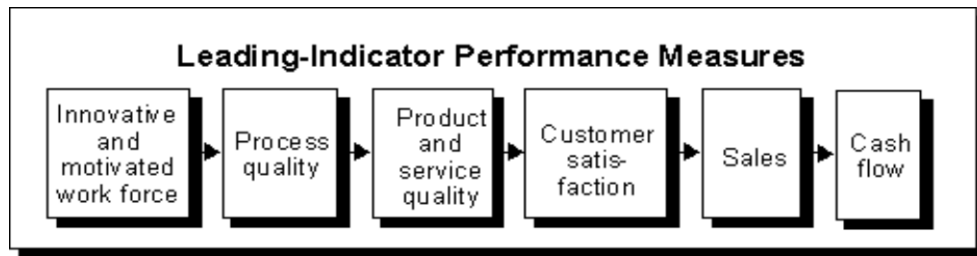 Leading-Indicator Performance Measures
Innovative
and
motivated
work force
Process
quality
Product
and
service
quality
Customer
satis-
faction
Sales
Cash
flow